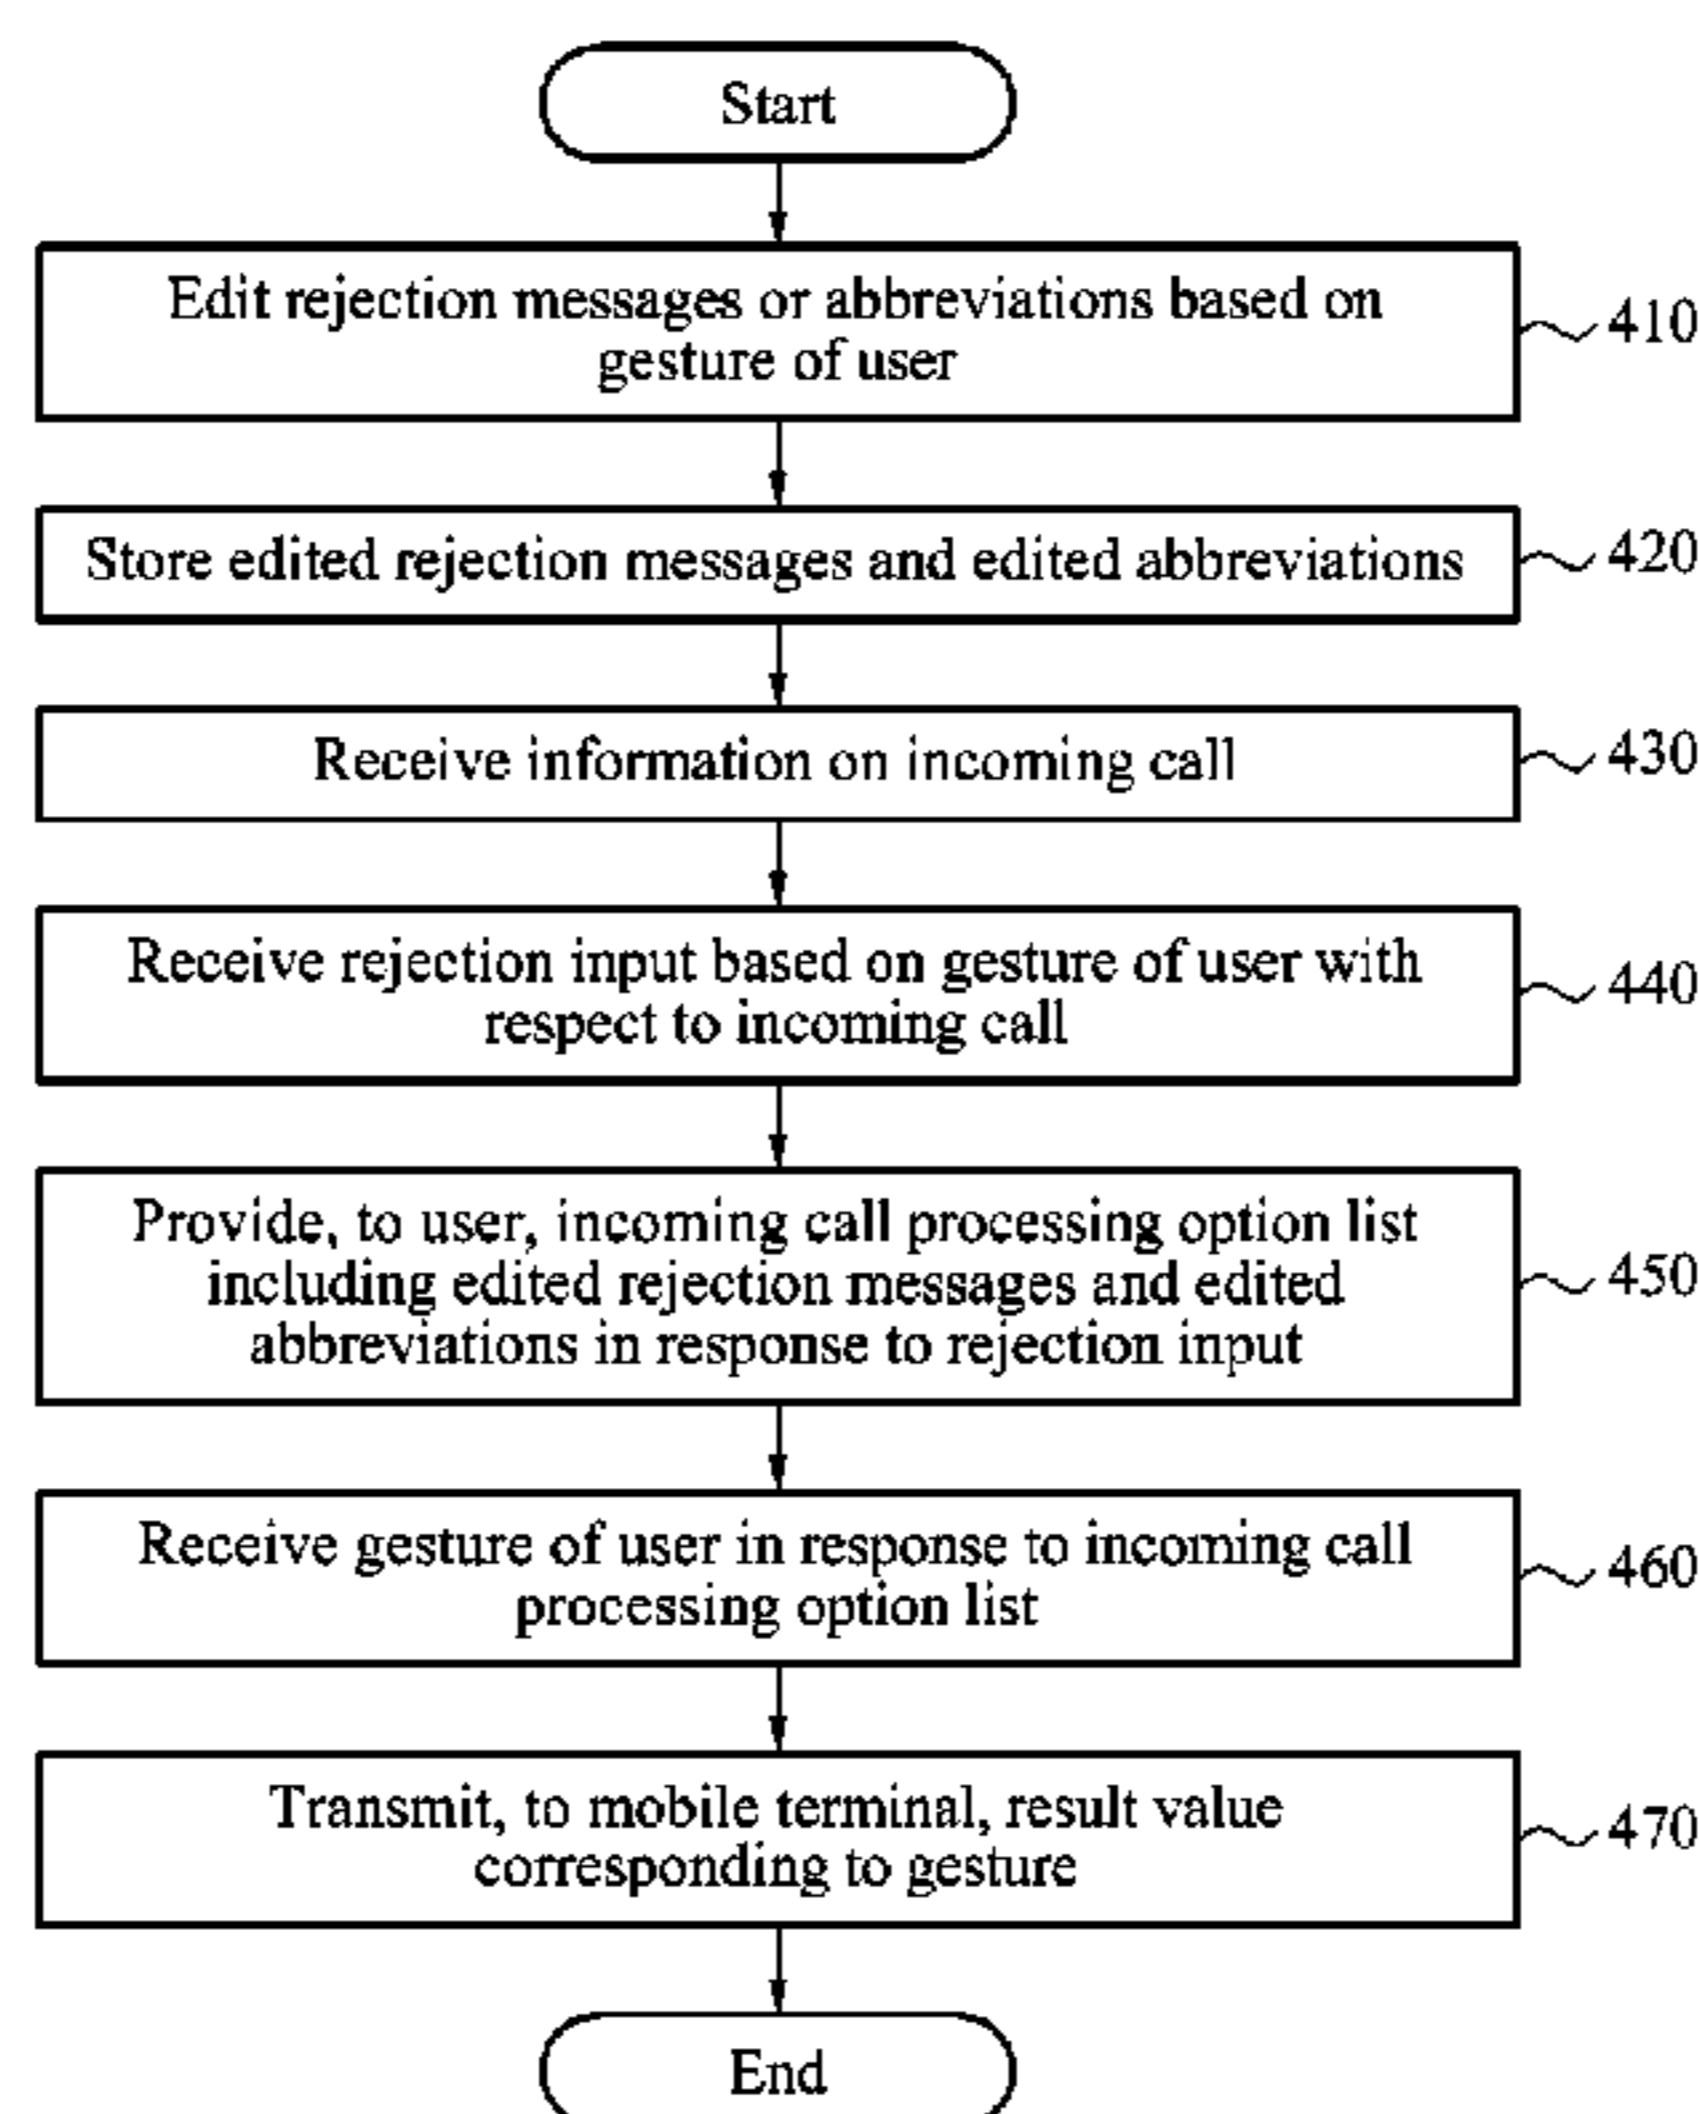 Start
Edit rejection messages or abbreviations based on
gesture of user
410
Store edited rejection messages and edited abbreviations
420
Receive information on incoming call
430
Receive rejection input based on gesture of user with
respect to incoming call
440
Provide, to user, incoming call processing option list
including edited rejection messages and edited
abbreviations in response to rejection input
450
Receive gesture of user in response to incoming call
processing option list
460
Transmit, to mobile terminal, result value
corresponding to gesture
470
End